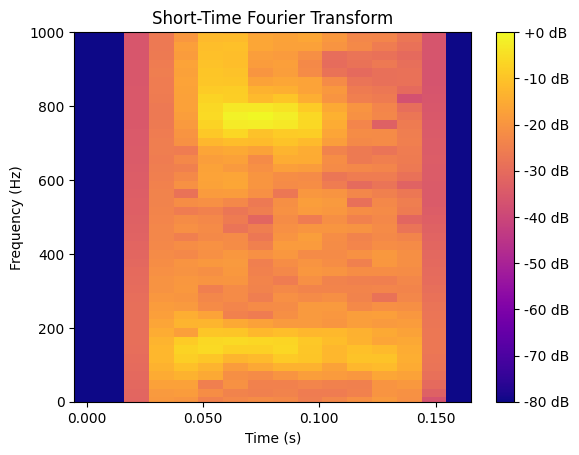 Short-Time Fourier Transform
1000
800
600
400
200
0
Frequency (Hz)
0.000
0.050
0.100
0.150
Time (s)
+0 dB
-10 dB
-20 dB
-30 dB
-40 dB
-50 dB
-60 dB
-70 dB
-80 dB